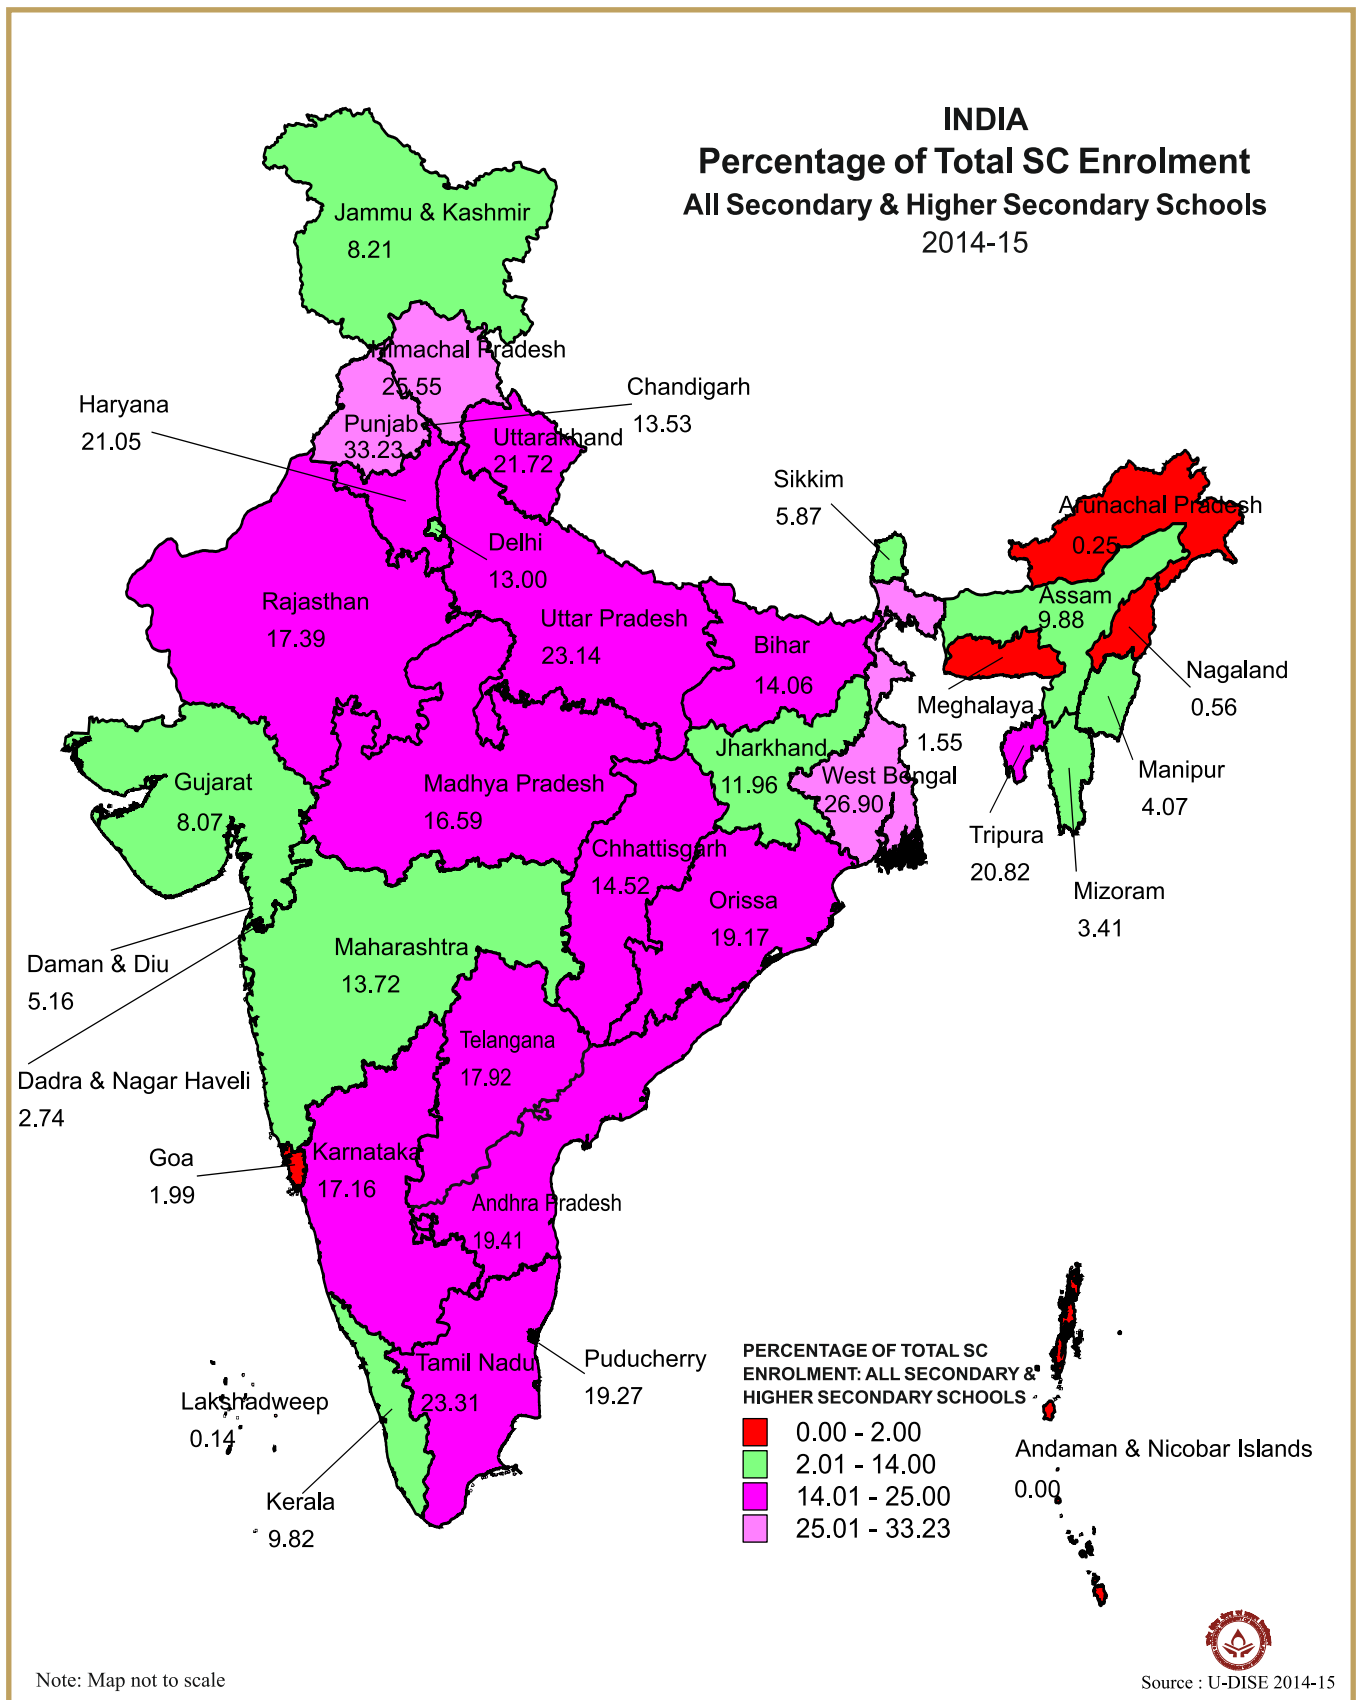 INDIA
Percentage of Total SC Enrolment
All Secondary & Higher Secondary Schools
2014-15
Jammu & Kashmir
8.21
Himachal Pradesh
25.55
Punjab
33.23
Chandigarh
13.53
Haryana
21.05
Uttarakhand
21.72
Delhi
13.00
Rajasthan
17.39
Uttar Pradesh
23.14
Bihar
14.06
Sikkim
5.87
Arunachal Pradesh
0.25
Assam
9.88
Nagaland
0.56
Meghalaya
1.55
Manipur
4.07
Tripura
20.82
Mizoram
3.41
Gujarat
8.07
Madhya Pradesh
16.59
Jharkhand
11.96
West Bengal
26.90
Chhattisgarh
14.52
Orissa
19.17
Daman & Diu
5.16
Maharashtra
13.72
Dadra & Nagar Haveli
2.74
Telangana
17.92
Goa
1.99
Karnataka
17.16
Andhra Pradesh
19.41
Tamil Nadu
23.31
Puducherry
19.27
Lakshadweep
0.14
Kerala
9.82
Andaman & Nicobar Islands
0.00
PERCENTAGE OF TOTAL SC
ENROLMENT: ALL SECONDARY &
HIGHER SECONDARY SCHOOLS
0.00 - 2.00
2.01 - 14.00
14.01 - 25.00
25.01 - 33.23
Note: Map not to scale
Source : U-DISE 2014-15